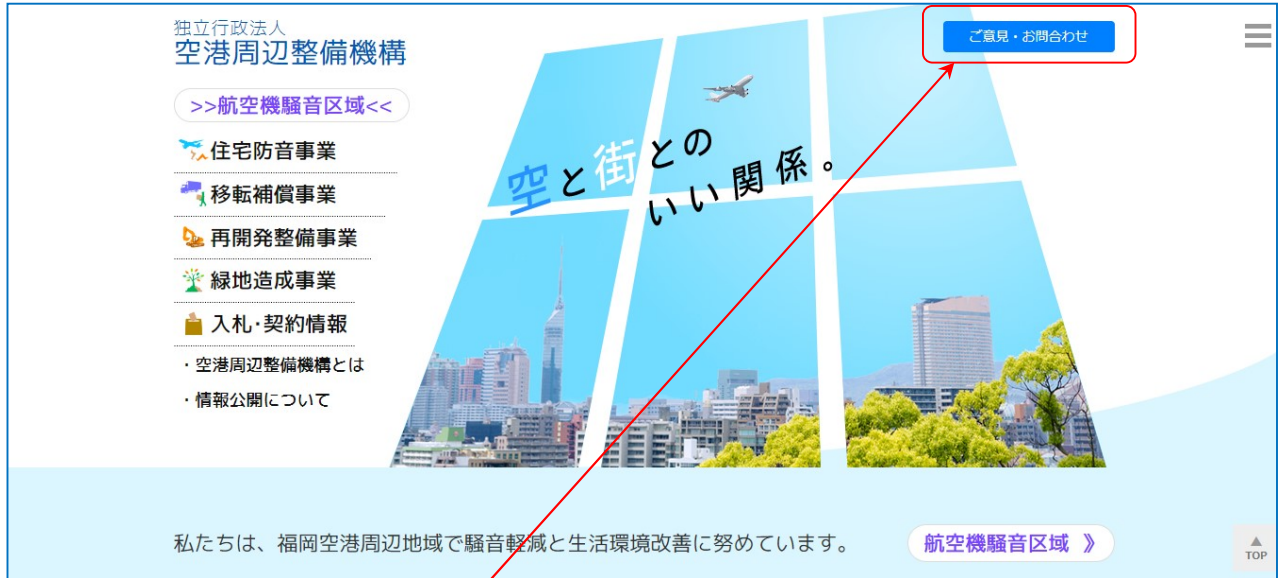 独立行政法人
空港周辺整備機構
ご意見・お問合わせ
>>航空機騒音区域<<
住宅防音事業
移転補償事業
再開発整備事業
緑地造成事業
入札・契約情報
・空港周辺整備機構とは
・情報公開について
空と街との
いい関係。
私たちは、福岡空港周辺地域で騒音軽減と生活環境改善に努めています。
航空機騒音区域 》
▲
TOP